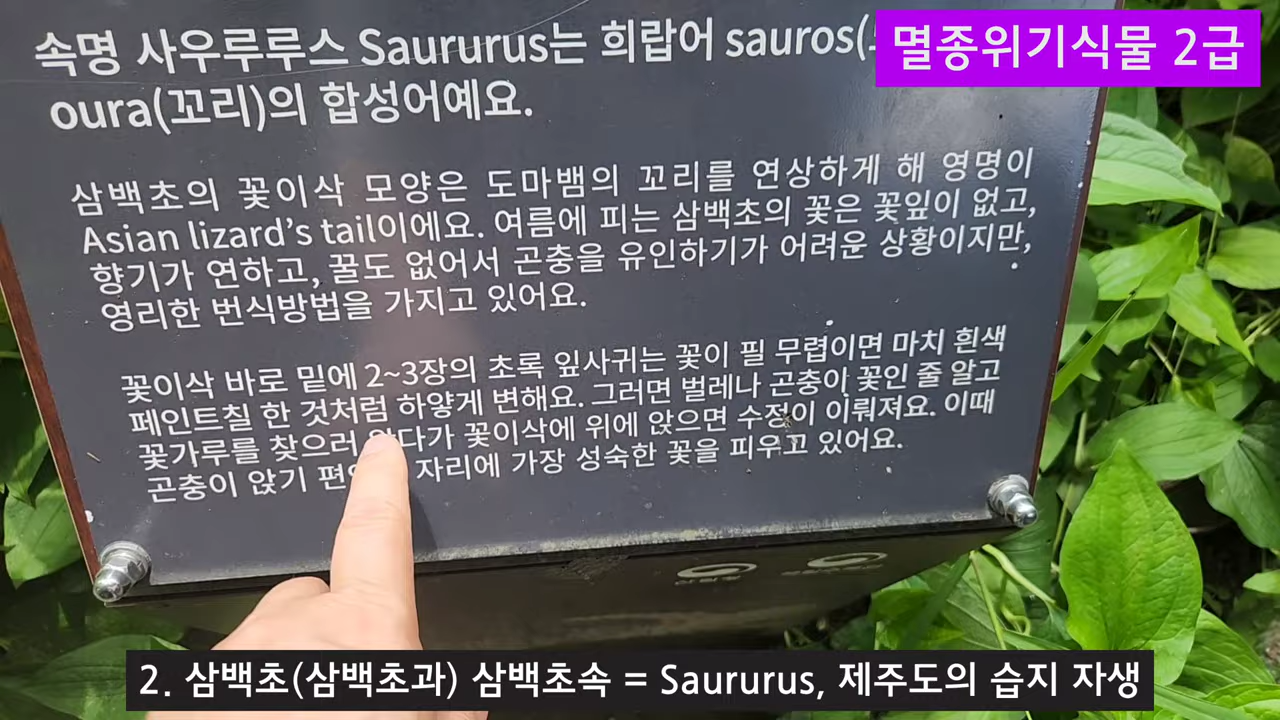 멸종위기식물 2급
속명 사우루루스 Saururus는 희랍어 sauros(
oura(꼬리)의 합성어예요.
삼백초의 꽃이삭 모양은 도마뱀의 꼬리를 연상하게 해 영명이
Asian lizard's tail이에요. 여름에 피는 삼백초의 꽃은 꽃잎이 없고,
향기가 연하고, 꿀도 없어서 곤충을 유인하기가 어려운 상황이지만,
영리한 번식방법을 가지고 있어요.
꽃이삭 바로 밑에 2~3장의 초록 잎사귀는 꽃이 필 무렵이면 마치 흰색
페인트칠 한 것처럼 하얗게 변해요. 그러면 벌레나 곤충이 꽃인 줄 알고
꽃가루를 찾으러 꽃이삭에 위에 앉으면 수정이 이뤄져요. 이때
곤충이 앉기 자리에 가장 성숙한 꽃을 피우고 있어요.
2. 삼백초(삼백초과) 삼백초속 = Saururus, 제주도의 습지 자생